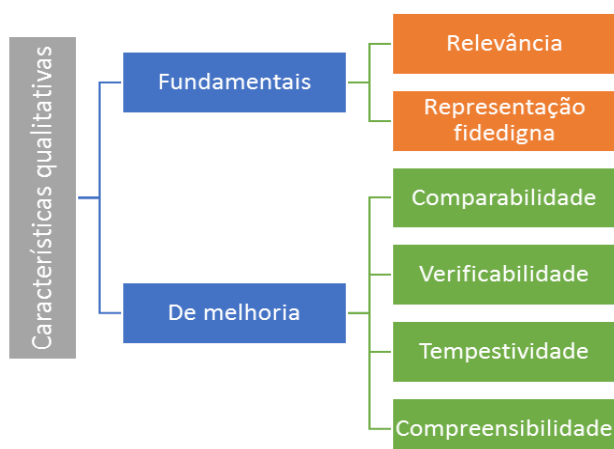 Características qualitativas
Fundamentais
Relevância
Representação
fidedigna
De melhoria
Comparabilidade
Verificabilidade
Tempestividade
Compreensibilidade